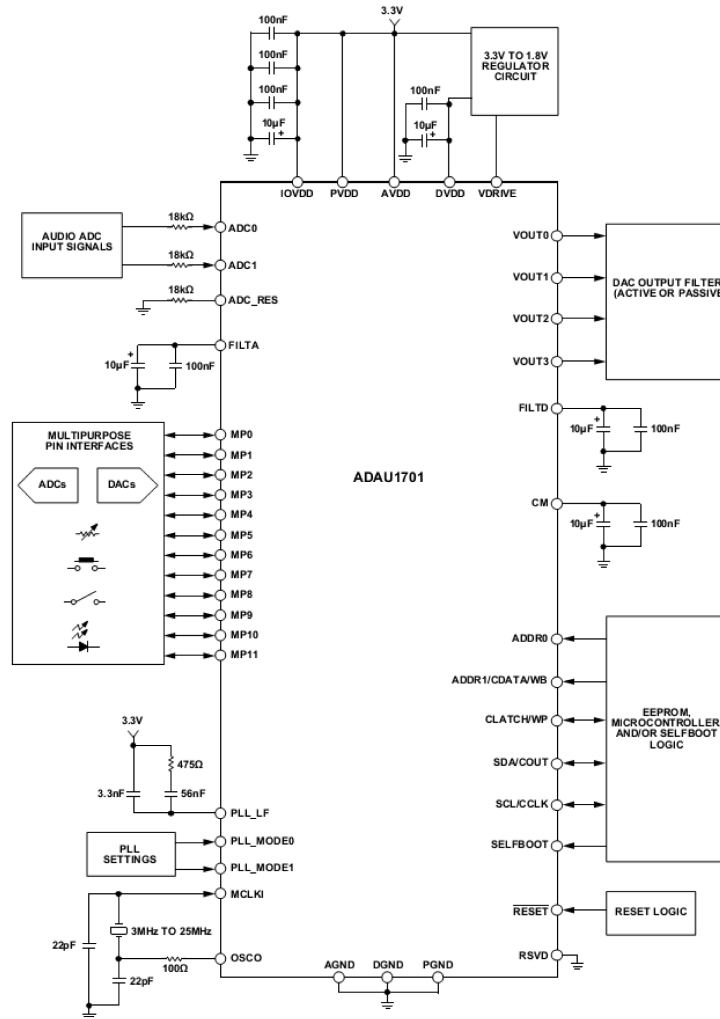 3.3V
100nF
100nF
100nF
10µF +
100nF
10µF +
3.3V TO 1.8V
REGULATOR
CIRCUIT
IOVDD
PVDD
AVDD
DVDD
VDRIVE
AUDIO ADC
INPUT SIGNALS
18kΩ
18kΩ
18kΩ
ADC0
ADC1
ADC_RES
FILTA
+
10µF
100nF
MULTIPURPOSE
PIN INTERFACES
ADCs
DACs
MP0
MP1
MP2
MP3
MP4
MP5
MP6
MP7
MP8
MP9
MP10
MP11
ADAU1701
VOUT0
VOUT1
VOUT2
VOUT3
DAC OUTPUT FILTER
(ACTIVE OR PASSIVE
FILTD
10µF +
100nF
CM
10µF +
100nF
ADDR0
ADDR1/CDATA/WB
CLATCH/WP
SDA/COUT
SCL/CCLK
SELFBOOT
EEPROM,
MICROCONTROLLER,
AND/OR SELFBOOT
LOGIC
3.3V
475Ω
3.3nF
56nF
PLL_LF
PLL
SETTINGS
PLL_MODE0
PLL_MODE1
MCLKI
3MHz TO 25MHz
22pF
100Ω
22pF
OSCO
RESET
RESET LOGIC
RSVD
AGND
DGND
PGND